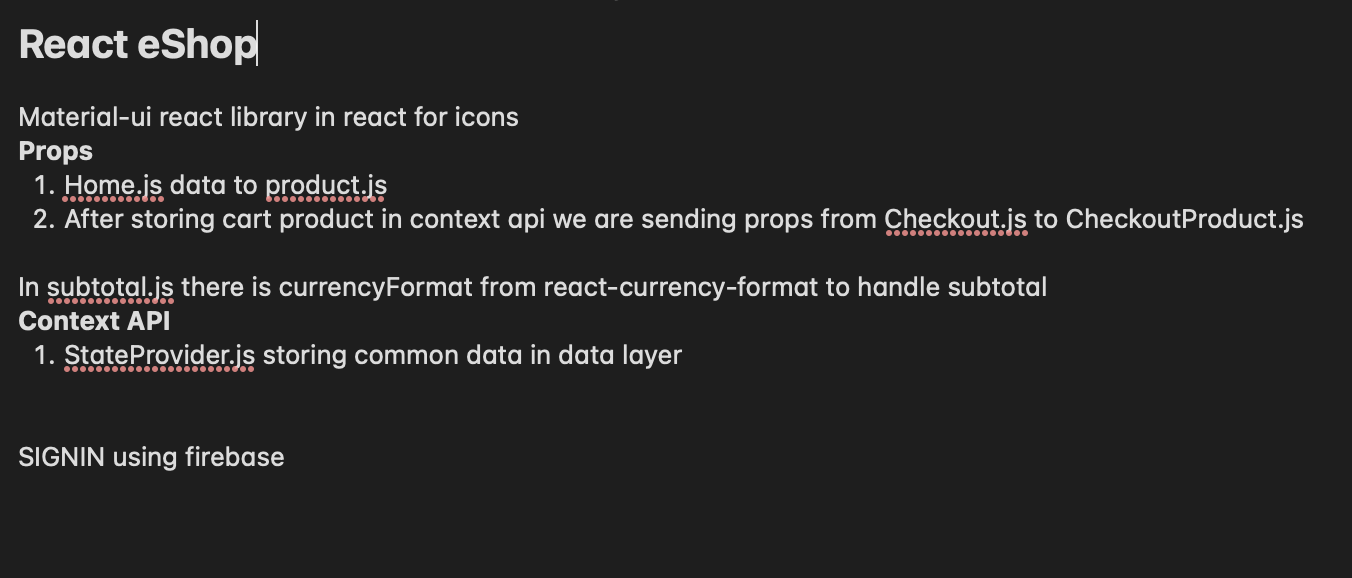 React eShop
Material-ui react library in react for icons
Props
1. Home.js data to product.js
2. After storing cart product in context api we are sending props from Checkout.js to CheckoutProduct.js
In subtotal.js there is currencyFormat from react-currency-format to handle subtotal
Context API
1. StateProvider.js storing common data in data layer
SIGNIN using firebase